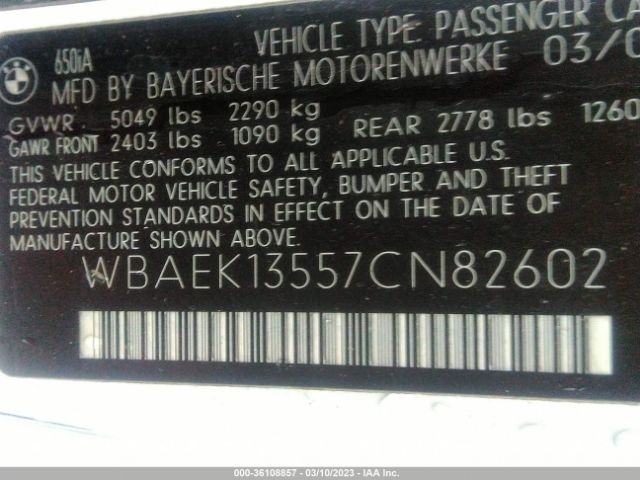 BMW
650iA
VEHICLE TYPE PASSENGER CA
MFD BY BAYERISCHE MOTORENWERKE 03/0
GVWR 5049 lbs 2290 kg
GAWR FRONT 2403 lbs 1090 kg REAR 2778 lbs 1260
THIS VEHICLE CONFORMS TO ALL APPLICABLE U.S.
FEDERAL MOTOR VEHICLE SAFETY, BUMPER AND THEFT
PREVENTION STANDARDS IN EFFECT ON THE DATE OF
MANUFACTURE SHOWN ABOVE.
WBAEK13557CN82602
000-36108857 - 03/10/2023 - IAA Inc.